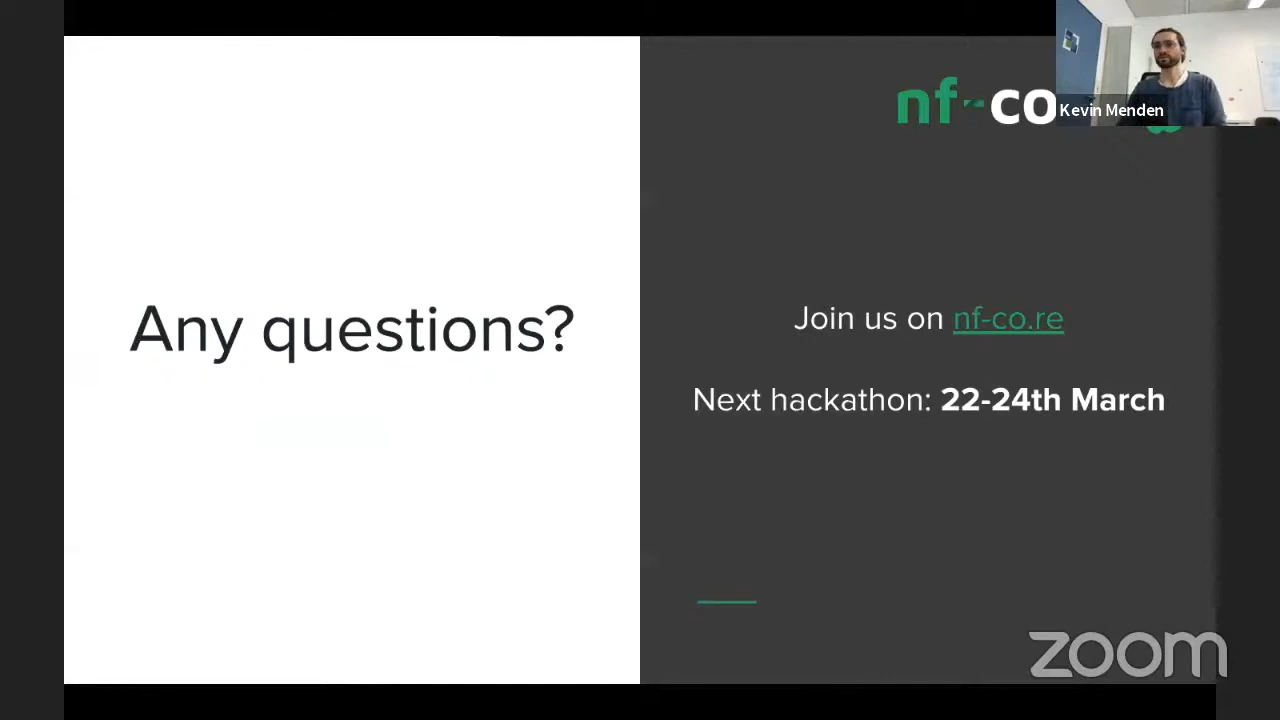 nf-co
Kevin Menden
Any questions?
Join us on nf-co.re
Next hackathon: 22-24th March
zoom